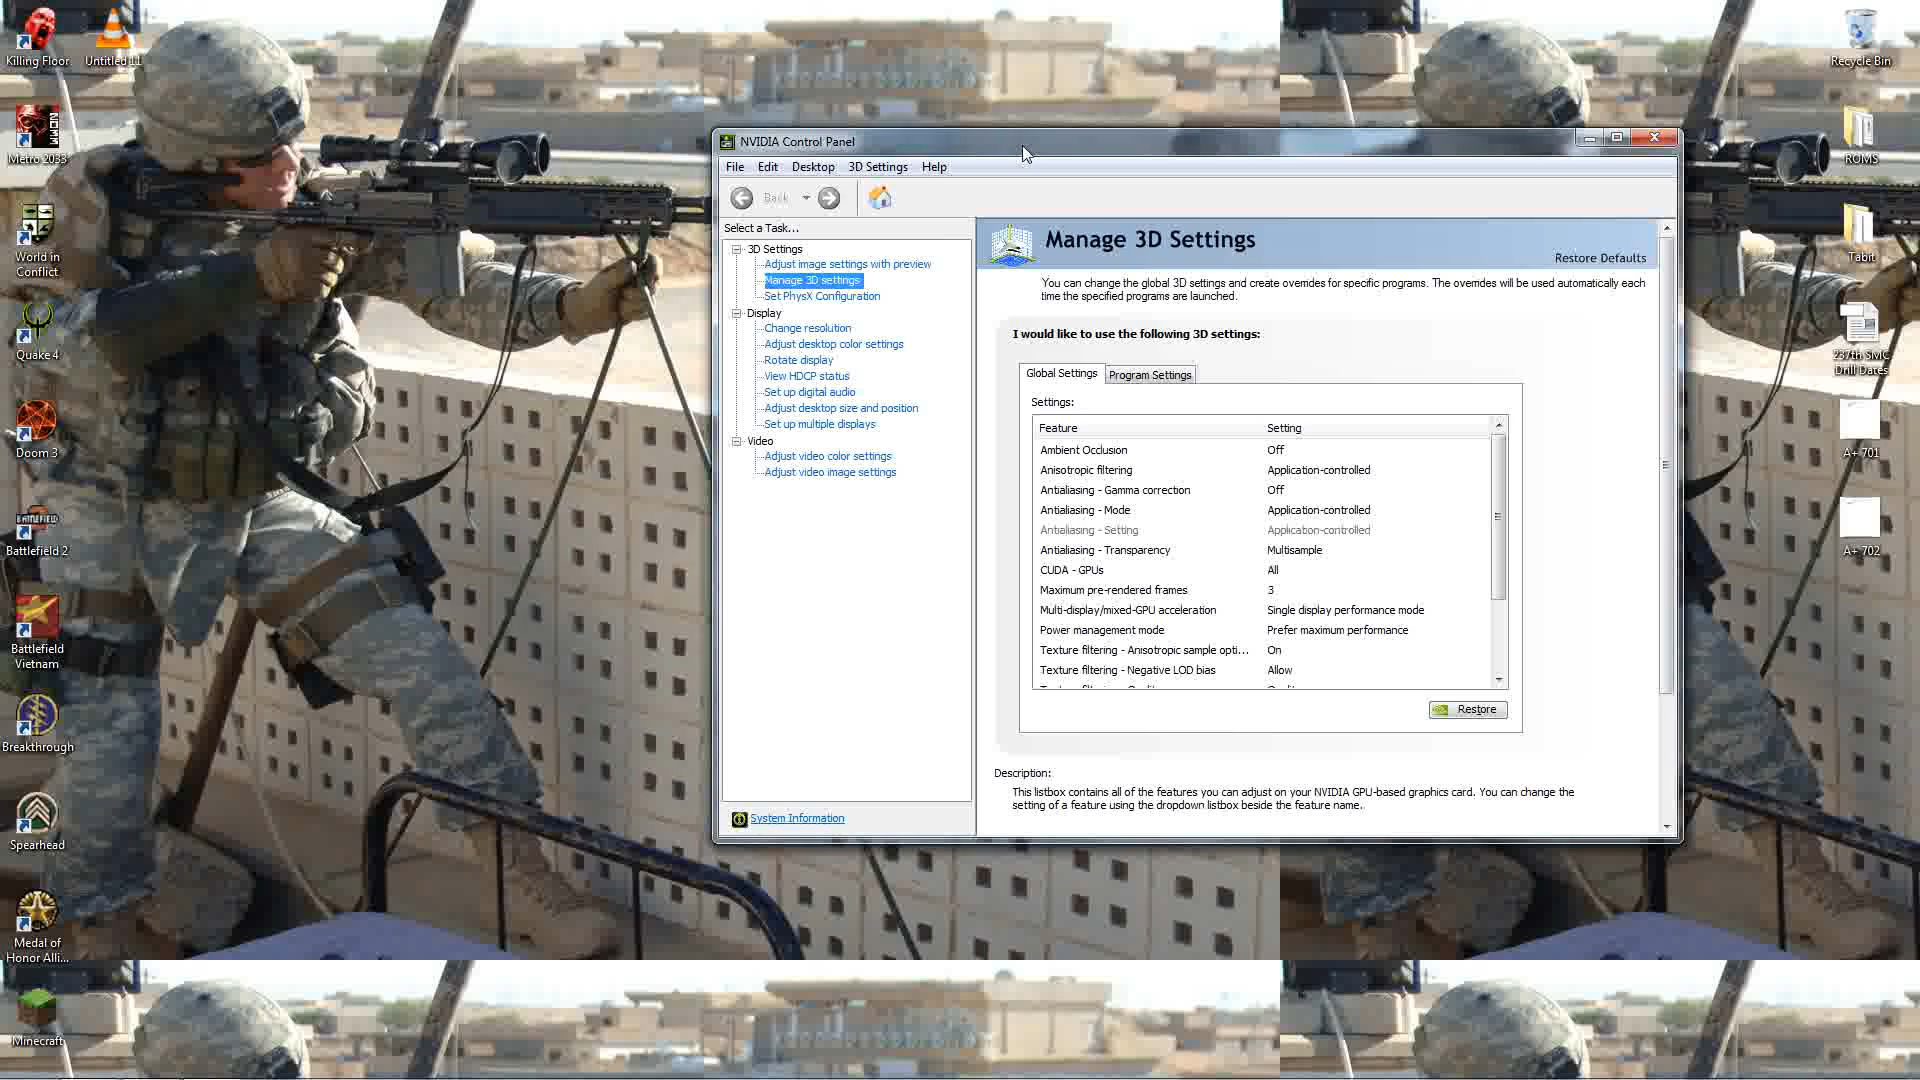 Killing Floor
Untitled 11
Metro 2033
World in
Conflict
Quake 4
Doom 3
BATTLEFIELD
Battlefield 2
Battlefield
Vietnam
Breakthrough
Spearhead
Medal of
Honor Alli...
Minecraft
NVIDIA Control Panel
File Edit Desktop 3D Settings Help
Back
Select a Task...
3D Settings
Adjust image settings with preview
Manage 3D settings
Set PhysX Configuration
Display
Change resolution
Adjust desktop color settings
Rotate display
View HDCP status
Set up digital audio
Adjust desktop size and position
Set up multiple displays
Video
Adjust video color settings
Adjust video image settings
System Information
Manage 3D Settings
Restore Defaults
You can change the global 3D settings and create overrides for specific programs. The overrides will be used automatically each
time the specified programs are launched.
I would like to use the following 3D settings:
Global Settings Program Settings
Settings:
Feature Setting
Ambient Occlusion Off
Anisotropic filtering Application-controlled
Antialiasing - Gamma correction Off
Antialiasing - Mode Application-controlled
Antialiasing - Setting Application-controlled
Antialiasing - Transparency Multisample
CUDA - GPUs All
Maximum pre-rendered frames 3
Multi-display/mixed-GPU acceleration Single display performance mode
Power management mode Prefer maximum performance
Texture filtering - Anisotropic sample opti... On
Texture filtering - Negative LOD bias Allow
Restore
Description:
This listbox contains all of the features you can adjust on your NVIDIA GPU-based graphics card. You can change the
setting of a feature using the dropdown listbox beside the feature name.
Recycle Bin
ROMS
Tabit
237th SMC
Drill Dates
A+ 701
A+ 702